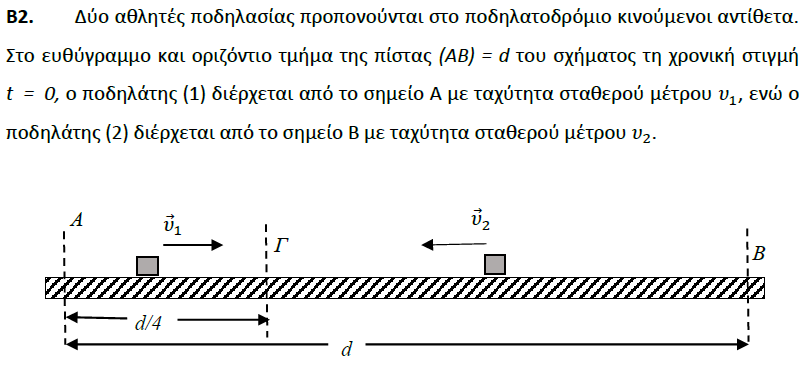 B2. Δύο αθλητές ποδηλασίας προπονούνται στο ποδηλατοδρόμιο κινούμενοι αντίθετα.
Στο ευθύγραμμο και οριζόντιο τμήμα της πίστας (ΑΒ) = d του σχήματος τη χρονική στιγμή
t = 0, ο ποδηλάτης (1) διέρχεται από το σημείο Α με ταχύτητα σταθερού μέτρου υ₁, ενώ ο
ποδηλάτης (2) διέρχεται από το σημείο Β με ταχύτητα σταθερού μέτρου υ₂.
A υ⃗₁ Γ υ⃗₂ B
d/4
d